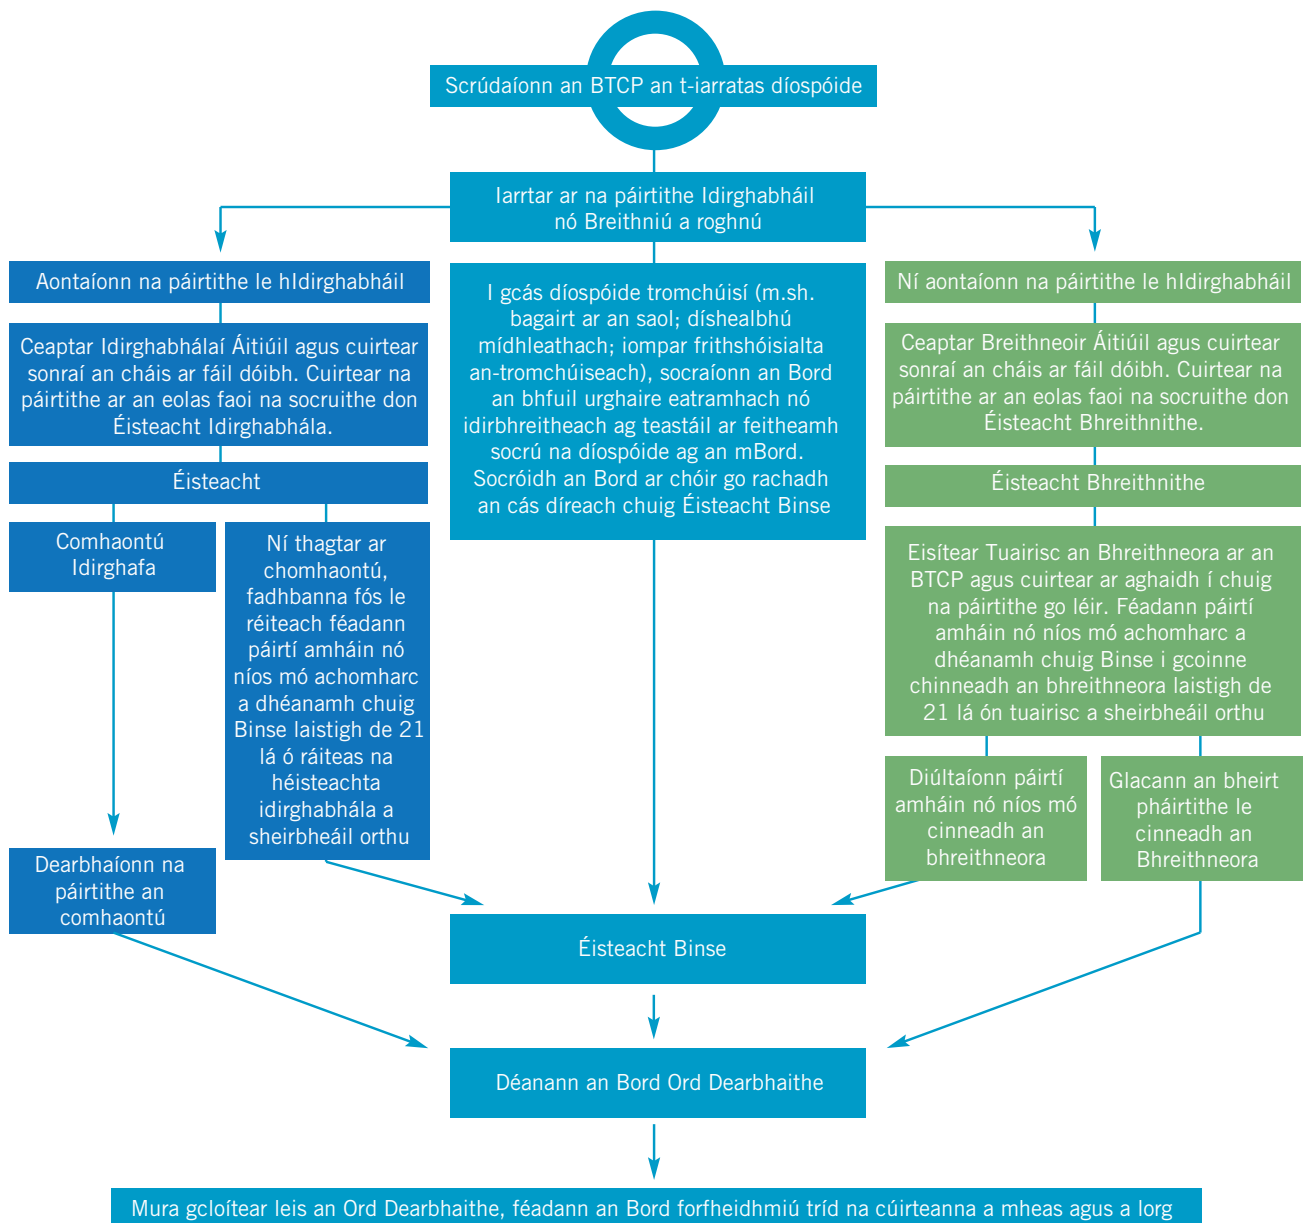 Scrúdaíonn an BTCP an t-iarratas díospóide
Iarrtar ar na páirtithe Idirghabháil
nó Breithniú a roghnú
Aontaíonn na páirtithe le hIdirghabháil
Ceaptar Idirghabhálaí Áitiúil agus cuirtear
sonraí an cháis ar fáil dóibh. Cuirtear na
páirtithe ar an eolas faoi na socruithe don
Éisteacht Idirghabhála.
Éisteacht
Comhaontú
Idirghafa
Ní thagtar ar
chomhaontú,
fadhbanna fós le
réiteach féadann
páirtí amháin nó
níos mó achomharc
a dhéanamh chuig
Binse laistigh de 21
lá ó ráiteas na
héisteachta
idirghabhála a
sheirbheáil orthu
Dearbhaíonn na
páirtithe an
comhaontú
I gcás díospóide tromchúisí (m.sh.
bagairt ar an saol; díshealbhú
mídhleathach; iompar frithshóisialta
an-tromchúiseach), socraíonn an Bord
an bhfuil urghaire eatramhach nó
idirbhreitheach ag teastáil ar feitheamh
socrú na díospóide ag an mBord.
Socróidh an Bord ar chóir go rachadh
an cás díreach chuig Éisteacht Binse
Ní aontaíonn na páirtithe le hIdirghabháil
Ceaptar Breithneoir Áitiúil agus cuirtear
sonraí an cháis ar fáil dóibh. Cuirtear na
páirtithe ar an eolas faoi na socruithe don
Éisteacht Bhreithnithe.
Éisteacht Bhreithnithe
Eisítear Tuairisc an Bhreithneora ar an
BTCP agus cuirtear ar aghaidh í chuig
na páirtithe go léir. Féadann páirtí
amháin nó níos mó achomharc a
dhéanamh chuig Binse i gcoinne
chinneadh an bhreithneora laistigh de
21 lá ón tuairisc a sheirbheáil orthu
Diúltaíonn páirtí
amháin nó níos mó
cinneadh an
bhreithneora
Glacann an bheirt
pháirtithe le
cinneadh an
Bhreithneora
Éisteacht Binse
Déanann an Bord Ord Dearbhaithe
Mura gcloítear leis an Ord Dearbhaithe, féadann an Bord forfheidhmiú tríd na cúirteanna a mheas agus a lorg